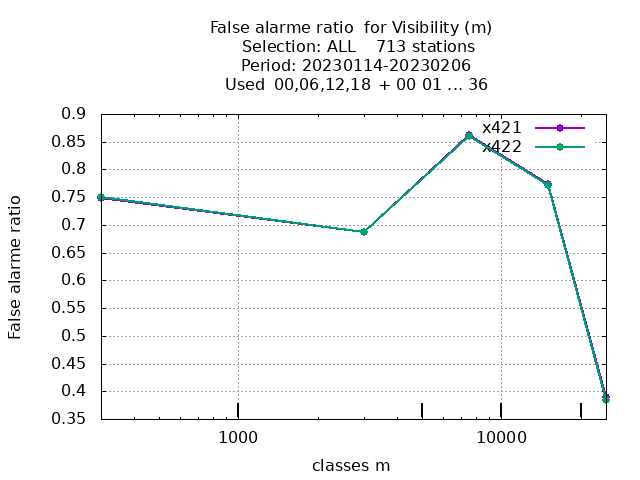 False alarme ratio  for Visibility (m)
Selection: ALL    713 stations
Period: 20230114-20230206
Used  00,06,12,18 + 00 01 ... 36
x421
x422
0.9
0.85
0.8
0.75
0.7
0.65
0.6
0.55
0.5
0.45
0.4
0.35
False alarme ratio
1000
10000
classes m